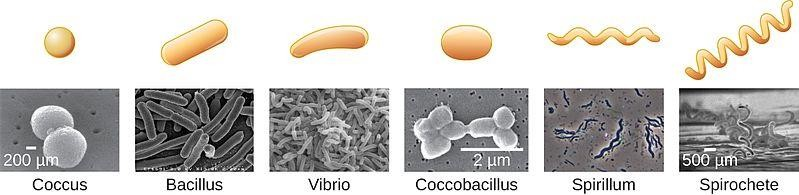 200 µm
2 µm
500 µm
Coccus
Bacillus
Vibrio
Coccobacillus
Spirillum
Spirochete